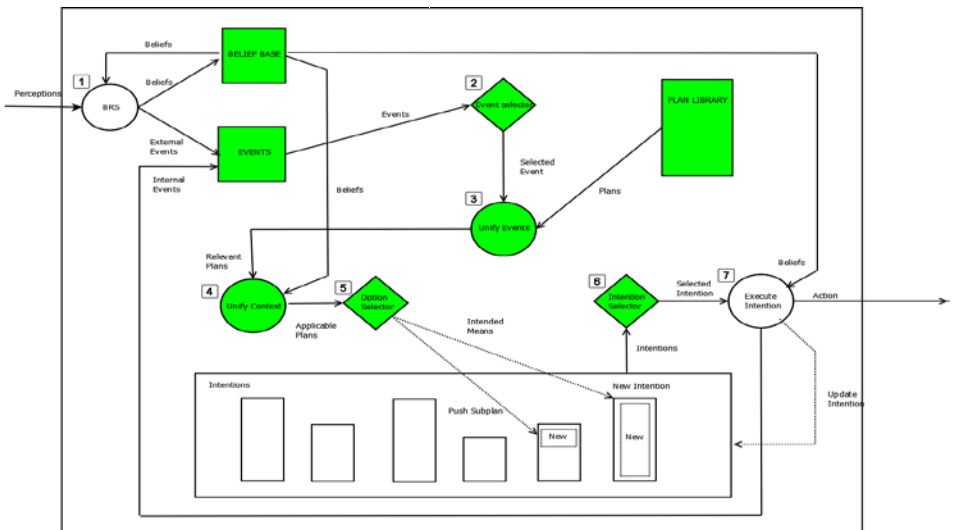 Perceptions
1
BRS
Beliefs
Beliefs
BELIEF BASE
External
Events
Internal
Events
EVENTS
Events
2
Event selector
PLAN LIBRARY
Selected
Event
Plans
Beliefs
3
Unify Events
Relevant
Plans
4
Unify Context
Applicable
Plans
5
Option
Selector
Intended
Means
6
Intention
Selector
Selected
Intention
7
Execute
Intention
Beliefs
Action
Intentions
Update
Intention
Intentions
Push Subplan
New Intention
New
New